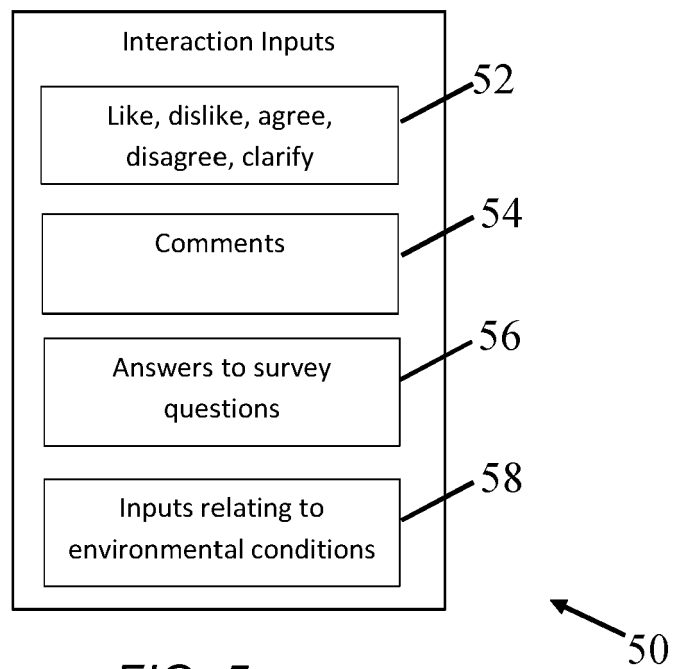 Interaction Inputs
52
Like, dislike, agree,
disagree, clarify
54
Comments
56
Answers to survey
questions
58
Inputs relating to
environmental conditions
50